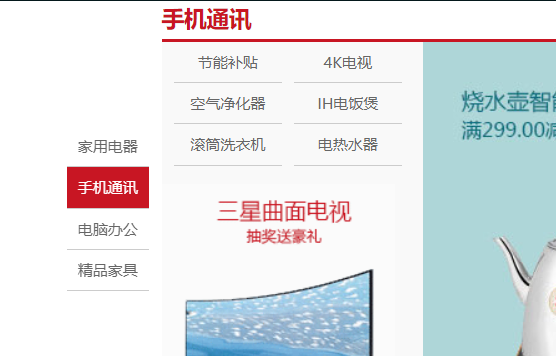 手机通讯
节能补贴 4K电视
空气净化器 IH电饭煲
滚筒洗衣机 电热水器
家用电器
手机通讯
电脑办公
精品家具
三星曲面电视
抽奖送豪礼
烧水壶智能
满299.00减